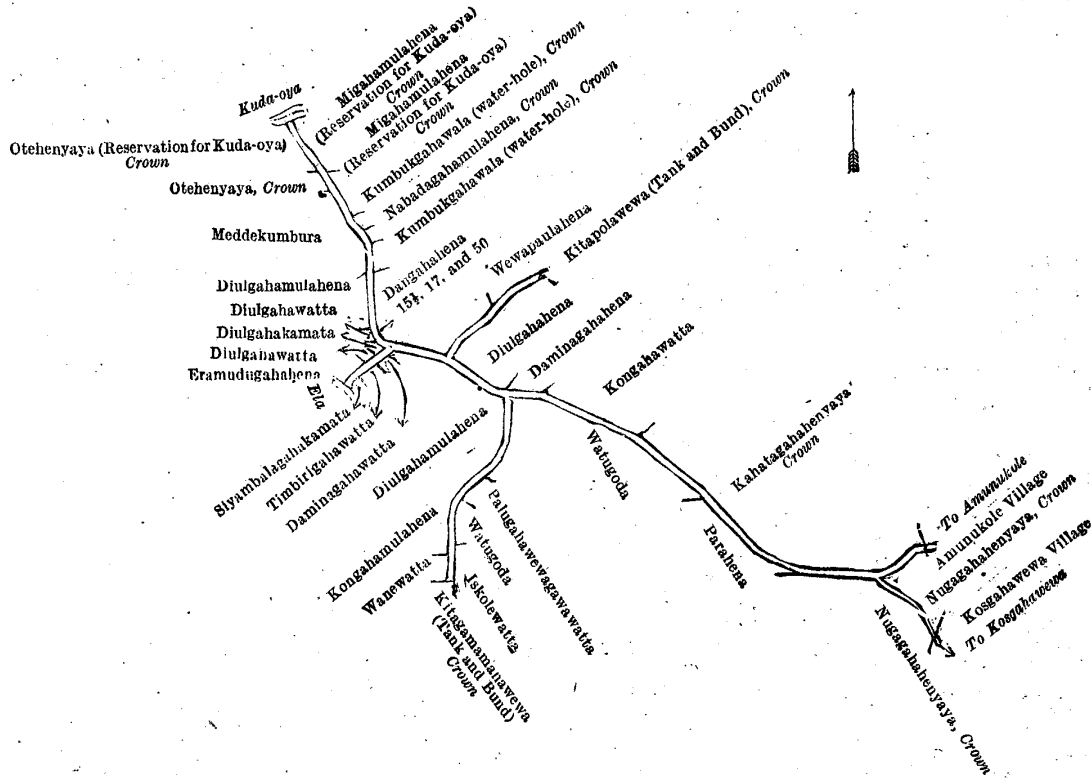 Kuda-oya
Migahamulahena
(Reservation for Kuda-oya)
Crown
Migahamulahena
(Reservation for Kuda-oya)
Crown
Kumbukgahawala (water-hole), Crown
Nabadagahamulahena, Crown
Kumbukgahawala (water-hole), Crown
Otehenyaya (Reservation for Kuda-oya)
Crown
Otehenyaya, Crown
Meddekumbura
Dangahahena
15½, 17, and 50
Wewapaulahena
Kitapolawewa (Tank and Bund), Crown
Diulgahamulahena
Diulgahawatta
Diulgahakamata
Diulgahawatta
Eramudugahahena
Ela
Siyambalagahakamata
Timbirigahawatta
Daminagahawatta
Diulgahamulahena
Diulgahahena
Daminagahahena
Kongahawatta
Watugoda
Kahatagahahenyaya
Crown
Parahena
Kongahamulahena
Wanewatta
Palugahawewagawawatta
Watugoda
Iskolewatta
Kitagamamanawewa
(Tank and Bund)
Crown
To Amunukole
Amunukole Village
Nugagahahenyaya, Crown
Kosgahawewa Village
To Kosgahawewa
Nugagahahenyaya, Crown